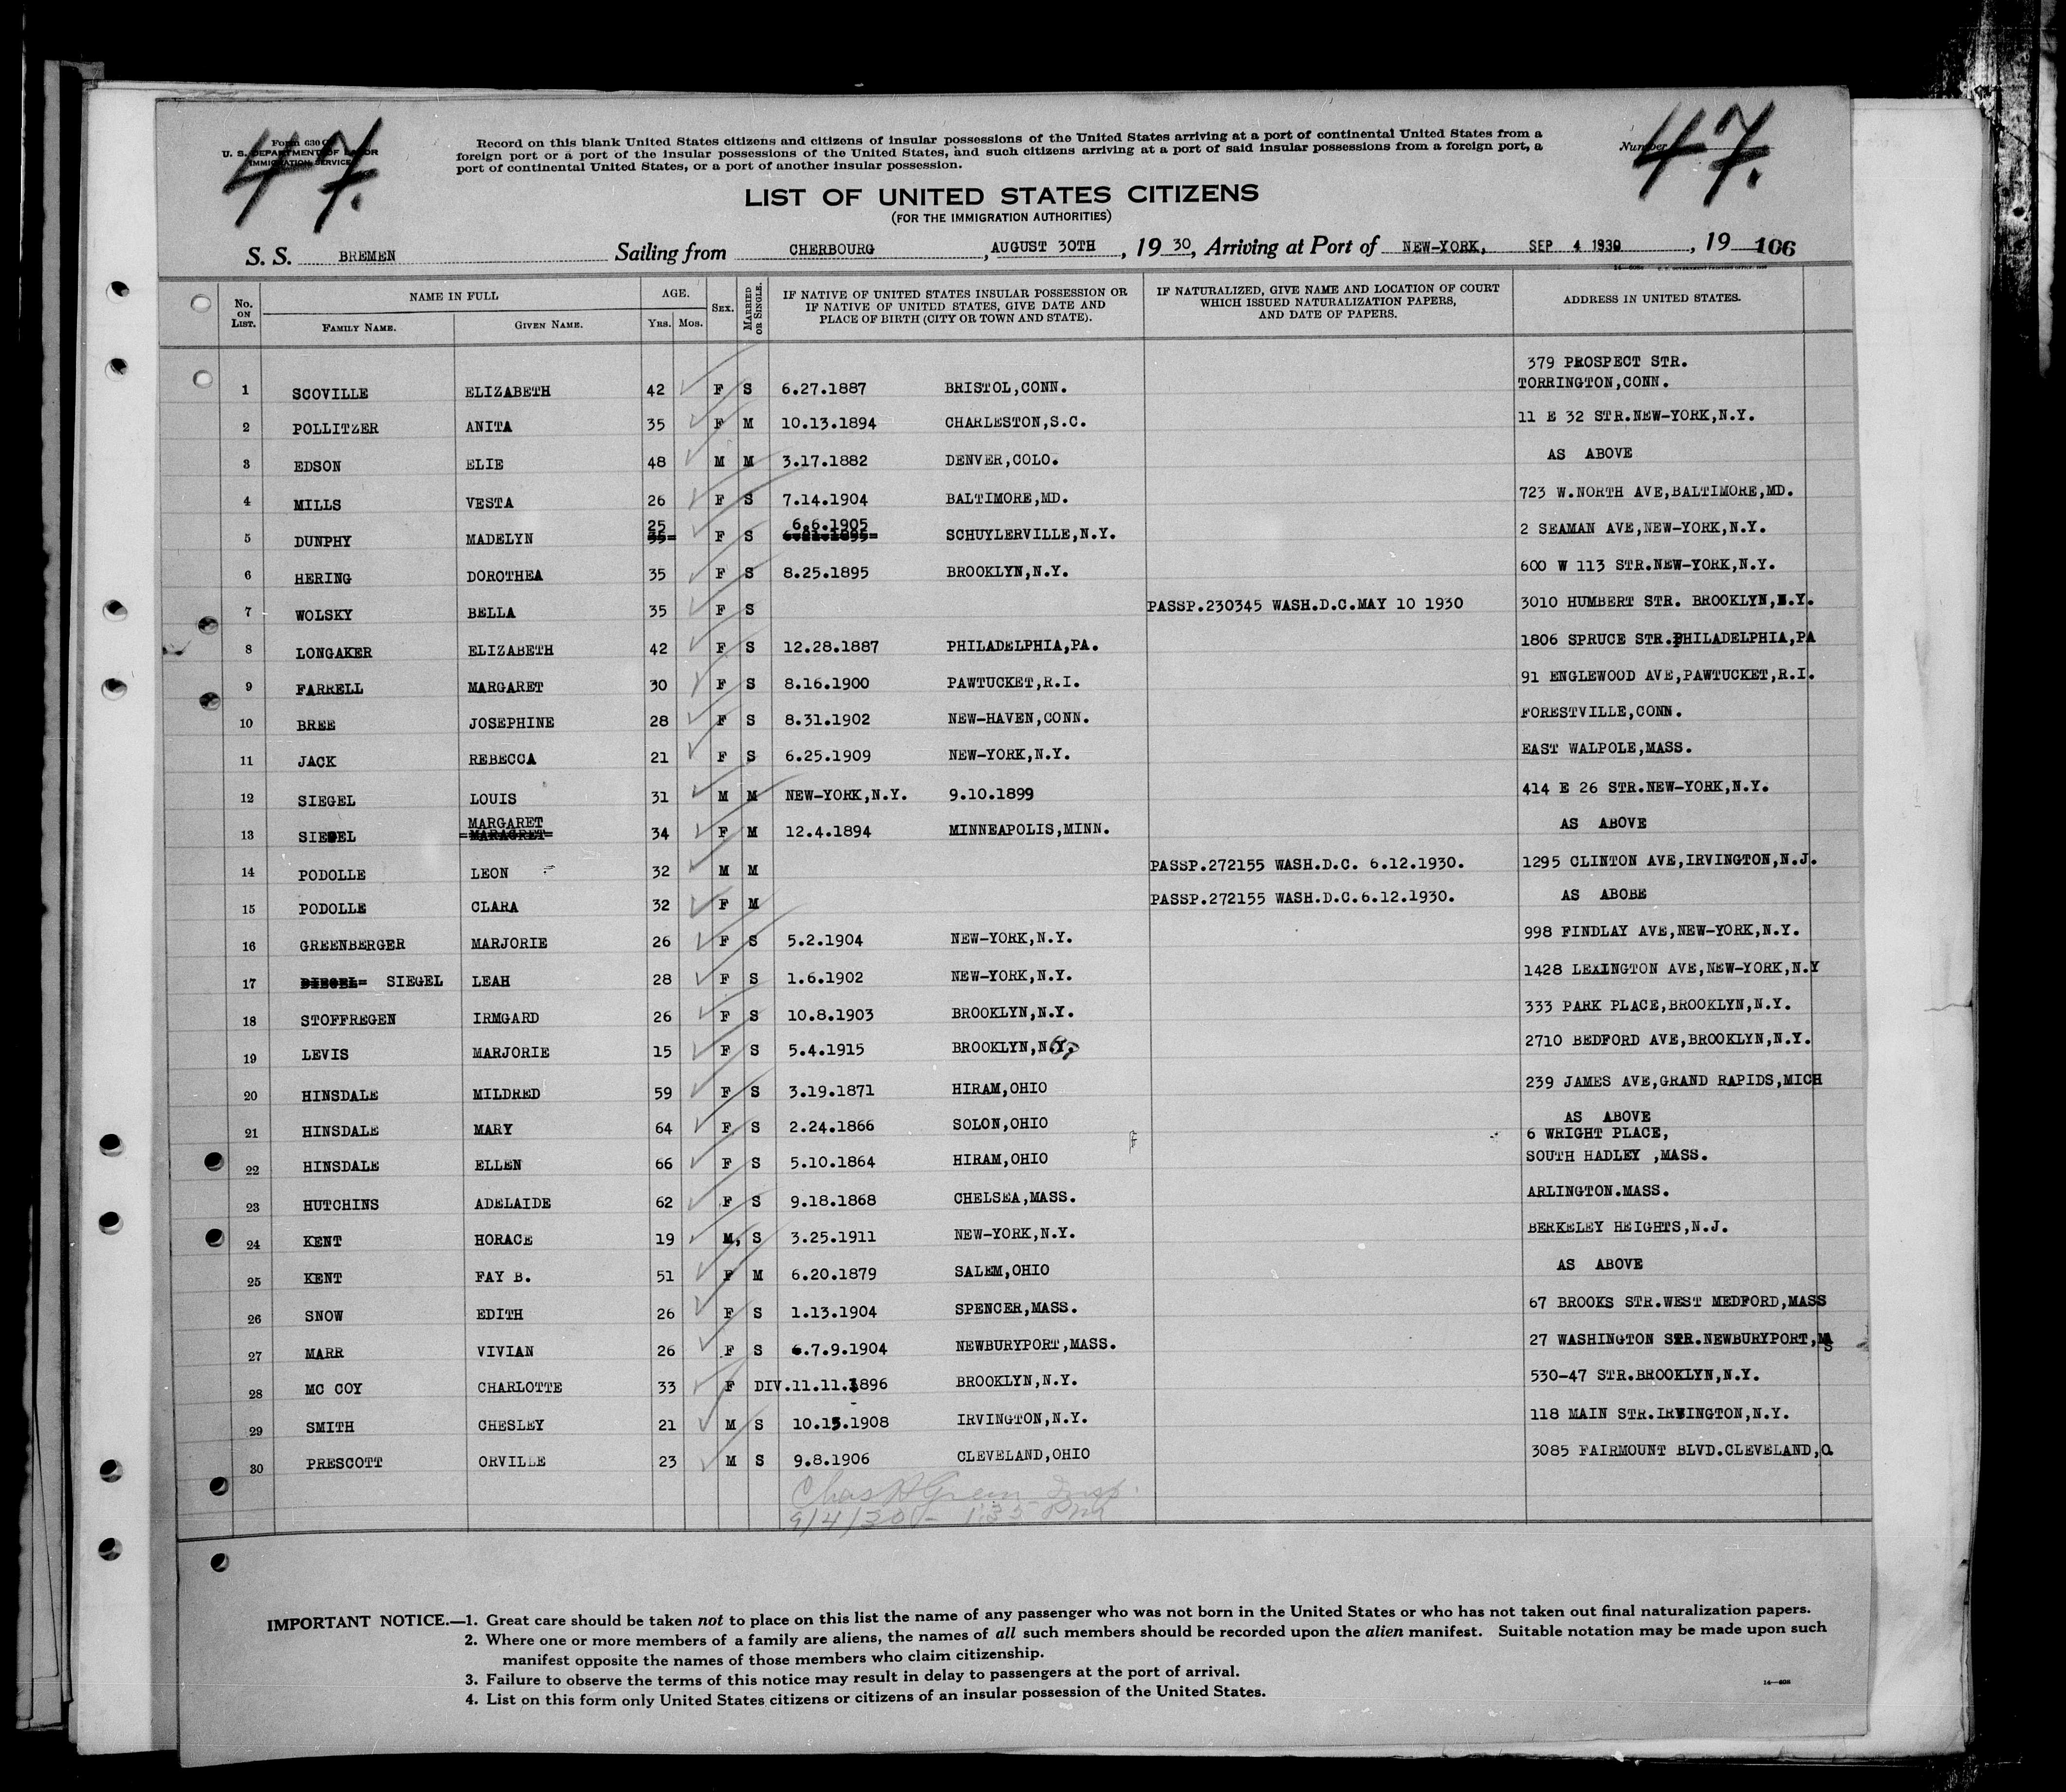 47.
Form 630 C
U. S. DEPARTMENT OF LABOR
IMMIGRATION SERVICE
Record on this blank United States citizens and citizens of insular possessions of the United States arriving at a port of continental United States from a
foreign port or a port of the insular possessions of the United States, and such citizens arriving at a port of said insular possessions from a foreign port, a
port of continental United States, or a port of another insular possession.
Number
47.
LIST OF UNITED STATES CITIZENS
(FOR THE IMMIGRATION AUTHORITIES)
S. S. BREMEN Sailing from CHERBOURG, AUGUST 30TH, 19 30, Arriving at Port of NEW-YORK, SEP 4 1930, 19 106
No. ON LIST. NAME IN FULL FAMILY NAME. GIVEN NAME. AGE. YRS. MOS. SEX. MARRIED OR SINGLE. IF NATIVE OF UNITED STATES INSULAR POSSESSION OR IF NATIVE OF UNITED STATES, GIVE DATE AND PLACE OF BIRTH (CITY OR TOWN AND STATE). IF NATURALIZED, GIVE NAME AND LOCATION OF COURT WHICH ISSUED NATURALIZATION PAPERS, AND DATE OF PAPERS. ADDRESS IN UNITED STATES.
379 PROSPECT STR.
1 SCOVILLE ELIZABETH 42 F S 6.27.1887 BRISTOL,CONN. TORRINGTON,CONN.
2 POLLITZER ANITA 35 F M 10.13.1894 CHARLESTON,S.C. 11 E 32 STR.NEW-YORK,N.Y.
3 EDSON ELIE 48 M M 3.17.1882 DENVER,COLO. AS ABOVE
4 MILLS VESTA 26 F S 7.14.1904 BALTIMORE,MD. 723 W.NORTH AVE,BALTIMORE,MD.
25 6.6.1905
5 DUNPHY MADELYN 35 F S SCHUYLERVILLE,N.Y. 2 SEAMAN AVE,NEW-YORK,N.Y.
6 HERING DOROTHEA 35 F S 8.25.1895 BROOKLYN,N.Y. 600 W 113 STR.NEW-YORK,N.Y.
7 WOLSKY BELLA 35 F S PASSP.230345 WASH.D.C.MAY 10 1930 3010 HUMBERT STR. BROOKLYN,N.Y.
8 LONGAKER ELIZABETH 42 F S 12.28.1887 PHILADELPHIA,PA. 1806 SPRUCE STR.PHILADELPHIA,PA
9 FARRELL MARGARET 30 F S 8.16.1900 PAWTUCKET,R.I. 91 ENGLEWOOD AVE,PAWTUCKET,R.I.
10 BREE JOSEPHINE 28 F S 8.31.1902 NEW-HAVEN,CONN. FORESTVILLE,CONN.
11 JACK REBECCA 21 F S 6.25.1909 NEW-YORK,N.Y. EAST WALPOLE,MASS.
12 SIEGEL LOUIS 31 M M NEW-YORK,N.Y. 9.10.1899 414 E 26 STR.NEW-YORK,N.Y.
MARGARET
13 SIEGEL MARAGRET 34 F M 12.4.1894 MINNEAPOLIS,MINN. AS ABOVE
14 PODOLLE LEON 32 M M PASSP.272155 WASH.D.C. 6.12.1930. 1295 CLINTON AVE,IRVINGTON,N.J.
15 PODOLLE CLARA 32 F M PASSP.272155 WASH.D.C.6.12.1930. AS ABOBE
16 GREENBERGER MARJORIE 26 F S 5.2.1904 NEW-YORK,N.Y. 998 FINDLAY AVE,NEW-YORK,N.Y.
17 DIEGEL SIEGEL LEAH 28 F S 1.6.1902 NEW-YORK,N.Y. 1428 LEXINGTON AVE,NEW-YORK,N.Y
18 STOFFREGEN IRMGARD 26 F S 10.8.1903 BROOKLYN,N.Y. 333 PARK PLACE,BROOKLYN,N.Y.
19 LEVIS MARJORIE 15 F S 5.4.1915 BROOKLYN,N.Y. 2710 BEDFORD AVE,BROOKLYN,N.Y.
20 HINSDALE MILDRED 59 F S 3.19.1871 HIRAM,OHIO 239 JAMES AVE,GRAND RAPIDS,MICH
21 HINSDALE MARY 64 F S 2.24.1866 SOLON,OHIO AS ABOVE
6 WRIGHT PLACE,
22 HINSDALE ELLEN 66 F S 5.10.1864 HIRAM,OHIO SOUTH HADLEY ,MASS.
23 HUTCHINS ADELAIDE 62 F S 9.18.1868 CHELSEA,MASS. ARLINGTON.MASS.
24 KENT HORACE 19 M, S 3.25.1911 NEW-YORK,N.Y. BERKELEY HEIGHTS,N.J.
25 KENT FAY B. 51 F M 6.20.1879 SALEM,OHIO AS ABOVE
26 SNOW EDITH 26 F S 1.13.1904 SPENCER,MASS. 67 BROOKS STR.WEST MEDFORD,MASS
27 MARR VIVIAN 26 F S 6.7.9.1904 NEWBURYPORT,MASS. 27 WASHINGTON STR.NEWBURYPORT,MAS
28 MC COY CHARLOTTE 33 F DIV.11.11.1896 BROOKLYN,N.Y. 530-47 STR.BROOKLYN,N.Y.
29 SMITH CHESLEY 21 M S 10.15.1908 IRVINGTON,N.Y. 118 MAIN STR.IRVINGTON,N.Y.
30 PRESCOTT ORVILLE 23 M S 9.8.1906 CLEVELAND,OHIO 3085 FAIRMOUNT BLVD.CLEVELAND,O
Chas A Green Insp.
9/4/30 - 1:35 PM
IMPORTANT NOTICE.—1. Great care should be taken not to place on this list the name of any passenger who was not born in the United States or who has not taken out final naturalization papers.
2. Where one or more members of a family are aliens, the names of all such members should be recorded upon the alien manifest. Suitable notation may be made upon such
manifest opposite the names of those members who claim citizenship.
3. Failure to observe the terms of this notice may result in delay to passengers at the port of arrival.
4. List on this form only United States citizens or citizens of an insular possession of the United States.